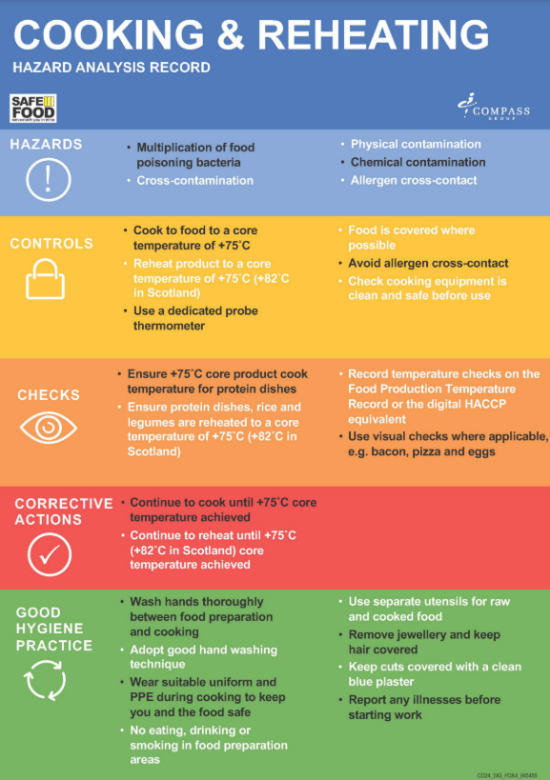 COOKING & REHEATING
HAZARD ANALYSIS RECORD
SAFE
FOOD
COMPASS
GROUP
HAZARDS
• Multiplication of food
poisoning bacteria
• Cross-contamination
• Physical contamination
• Chemical contamination
• Allergen cross-contact
CONTROLS
• Cook to food to a core
temperature of +75˚C
• Reheat product to a core
temperature of +75˚C (+82˚C
in Scotland)
• Use a dedicated probe
thermometer
• Food is covered where
possible
• Avoid allergen cross-contact
• Check cooking equipment is
clean and safe before use
CHECKS
• Ensure +75˚C core product cook
temperature for protein dishes
• Ensure protein dishes, rice and
legumes are reheated to a core
temperature of +75˚C (+82˚C in
Scotland)
• Record temperature checks on the
Food Production Temperature
Record or the digital HACCP
equivalent
• Use visual checks where applicable,
e.g. bacon, pizza and eggs
CORRECTIVE
ACTIONS
• Continue to cook until +75˚C core
temperature achieved
• Continue to reheat until +75˚C
(+82˚C in Scotland) core
temperature achieved
GOOD
HYGIENE
PRACTICE
• Wash hands thoroughly
between food preparation
and cooking
• Adopt good hand washing
technique
• Wear suitable uniform and
PPE during cooking to keep
you and the food safe
• No eating, drinking or
smoking in food preparation
areas
• Use separate utensils for raw
and cooked food
• Remove jewellery and keep
hair covered
• Keep cuts covered with a clean
blue plaster
• Report any illnesses before
starting work